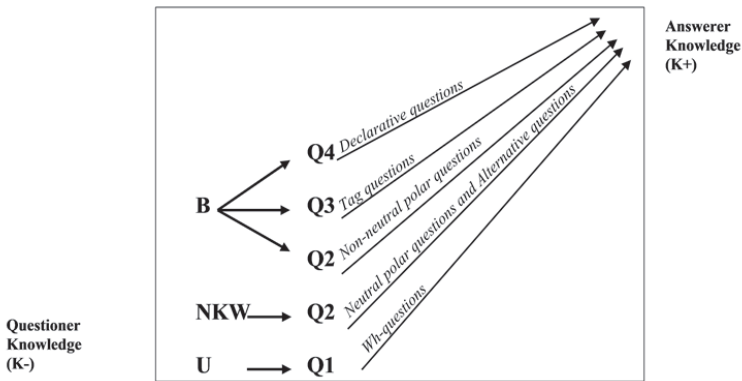 Answerer
Knowledge
(K+)
Declarative questions
Q4
Tag questions
B
Q3
Non-neutral polar questions
Q2
Neutral polar questions and Alternative questions
NKW
Q2
Wh-questions
Questioner
Knowledge
(K-)
U
Q1